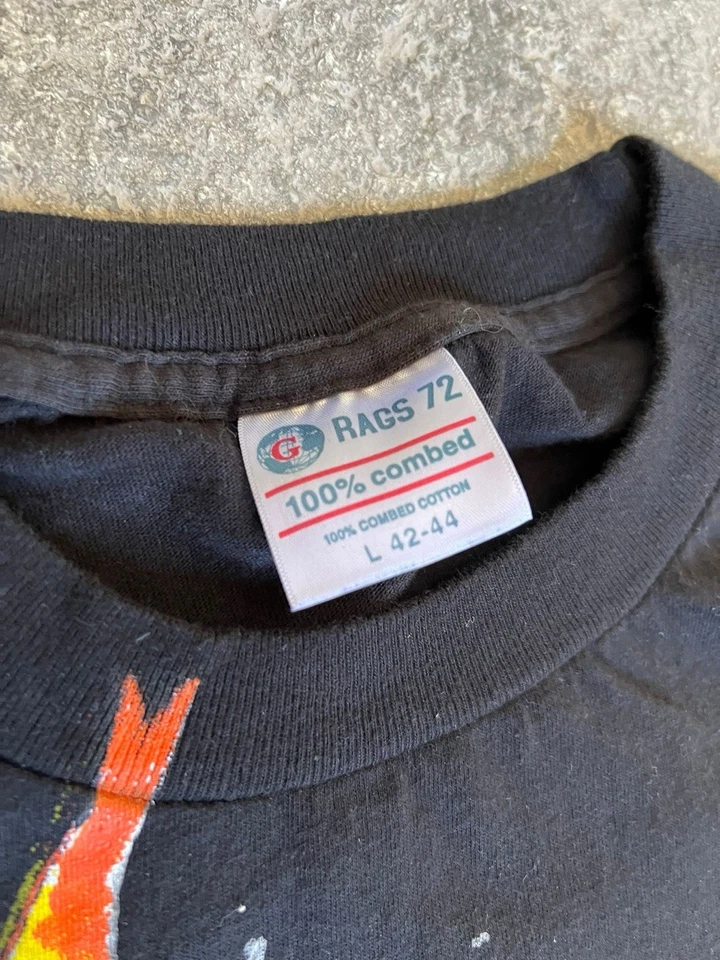 G RAGS 72
100% combed
100% COMBED COTTON
L 42-44